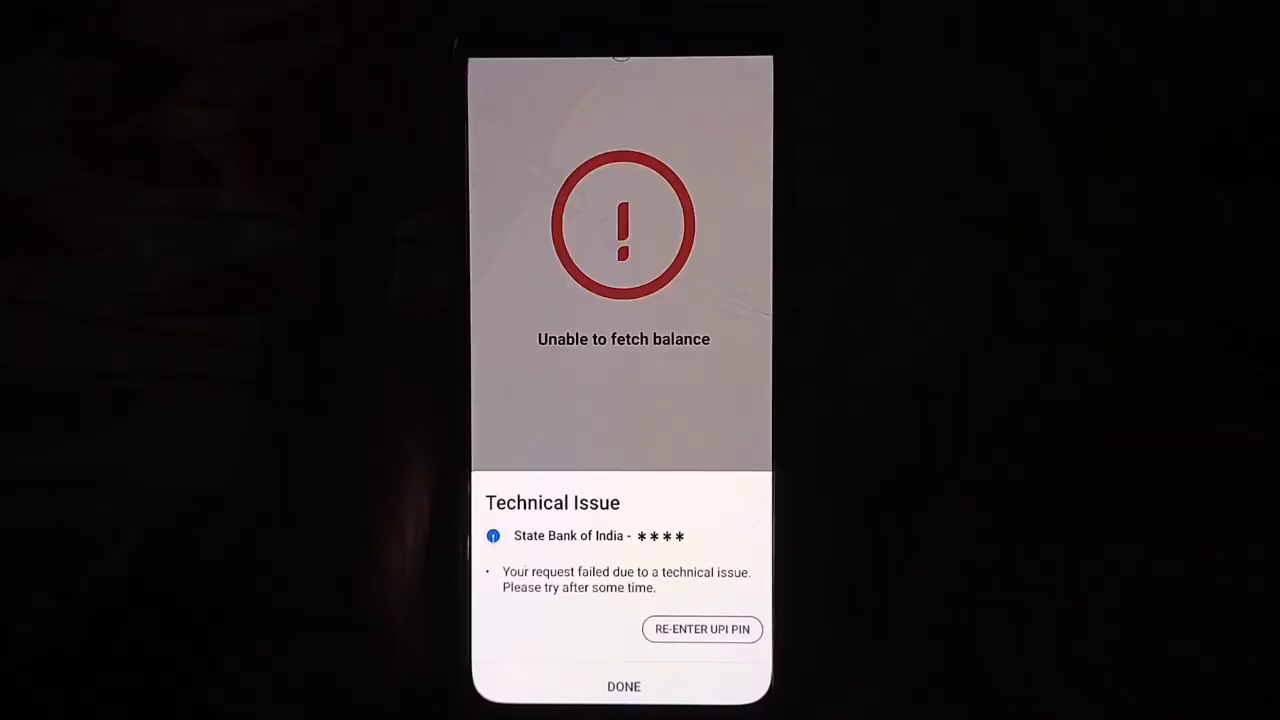 Unable to fetch balance
Technical Issue
State Bank of India - ****
• Your request failed due to a technical issue.
Please try after some time.
RE-ENTER UPI PIN
DONE